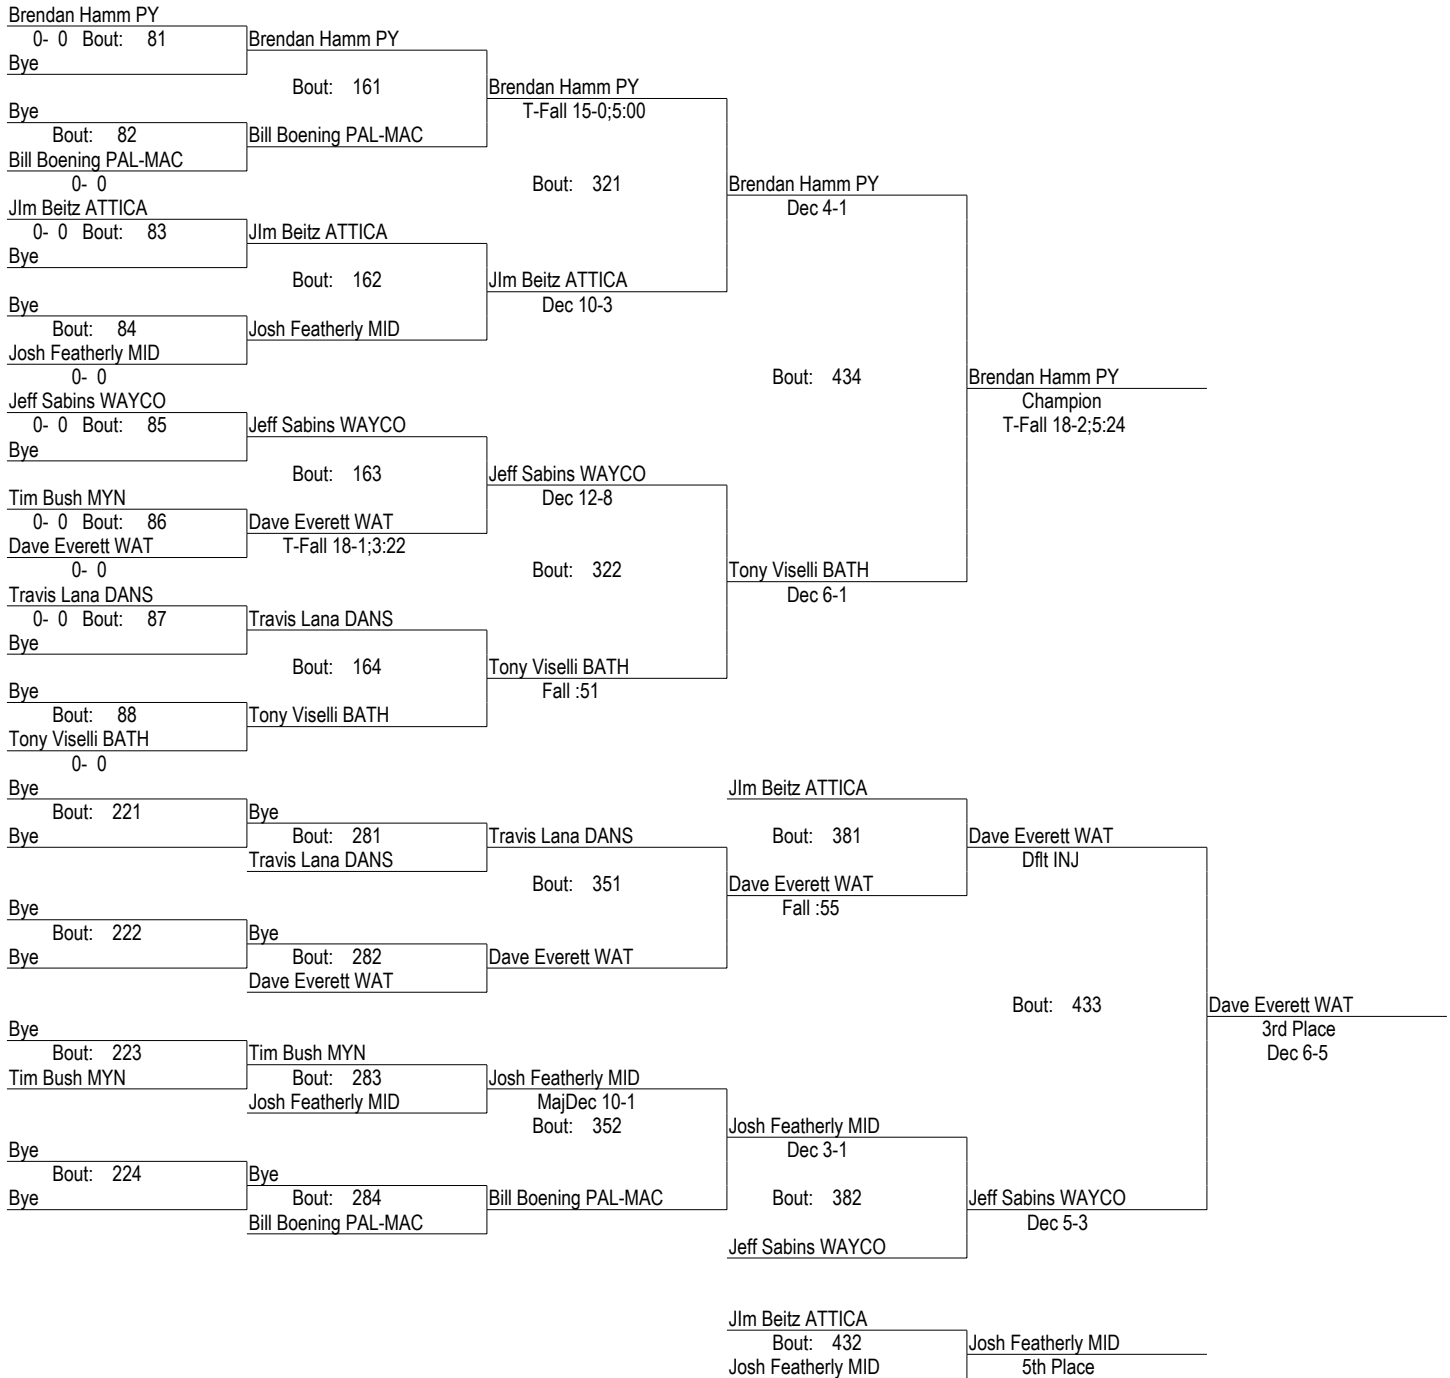 Brendan Hamm PY
0- 0 Bout: 81 Brendan Hamm PY
Bye
Bout: 161 Brendan Hamm PY
Bye T-Fall 15-0;5:00
Bout: 82 Bill Boening PAL-MAC
Bill Boening PAL-MAC
0- 0 Bout: 321 Brendan Hamm PY
JIm Beitz ATTICA Dec 4-1
0- 0 Bout: 83 JIm Beitz ATTICA
Bye
Bout: 162 JIm Beitz ATTICA
Bye Dec 10-3
Bout: 84 Josh Featherly MID
Josh Featherly MID
0- 0 Bout: 434 Brendan Hamm PY
Jeff Sabins WAYCO Champion
0- 0 Bout: 85 Jeff Sabins WAYCO T-Fall 18-2;5:24
Bye
Bout: 163 Jeff Sabins WAYCO
Tim Bush MYN Dec 12-8
0- 0 Bout: 86 Dave Everett WAT
Dave Everett WAT T-Fall 18-1;3:22
0- 0 Bout: 322 Tony Viselli BATH
Travis Lana DANS Dec 6-1
0- 0 Bout: 87 Travis Lana DANS
Bye
Bout: 164 Tony Viselli BATH
Bye Fall :51
Bout: 88 Tony Viselli BATH
Tony Viselli BATH
0- 0
Bye JIm Beitz ATTICA
Bout: 221 Bye
Bye Bout: 281 Travis Lana DANS Bout: 381 Dave Everett WAT
Travis Lana DANS Dflt INJ
Bout: 351 Dave Everett WAT
Bye Fall :55
Bout: 222 Bye
Bye Bout: 282 Dave Everett WAT
Dave Everett WAT
Bout: 433 Dave Everett WAT
Bye 3rd Place
Bout: 223 Tim Bush MYN Dec 6-5
Tim Bush MYN Bout: 283 Josh Featherly MID
Josh Featherly MID MajDec 10-1
Bout: 352 Josh Featherly MID
Bye Dec 3-1
Bout: 224 Bye
Bye Bout: 284 Bill Boening PAL-MAC Bout: 382 Jeff Sabins WAYCO
Bill Boening PAL-MAC Dec 5-3
Jeff Sabins WAYCO
JIm Beitz ATTICA
Bout: 432 Josh Featherly MID
Josh Featherly MID 5th Place